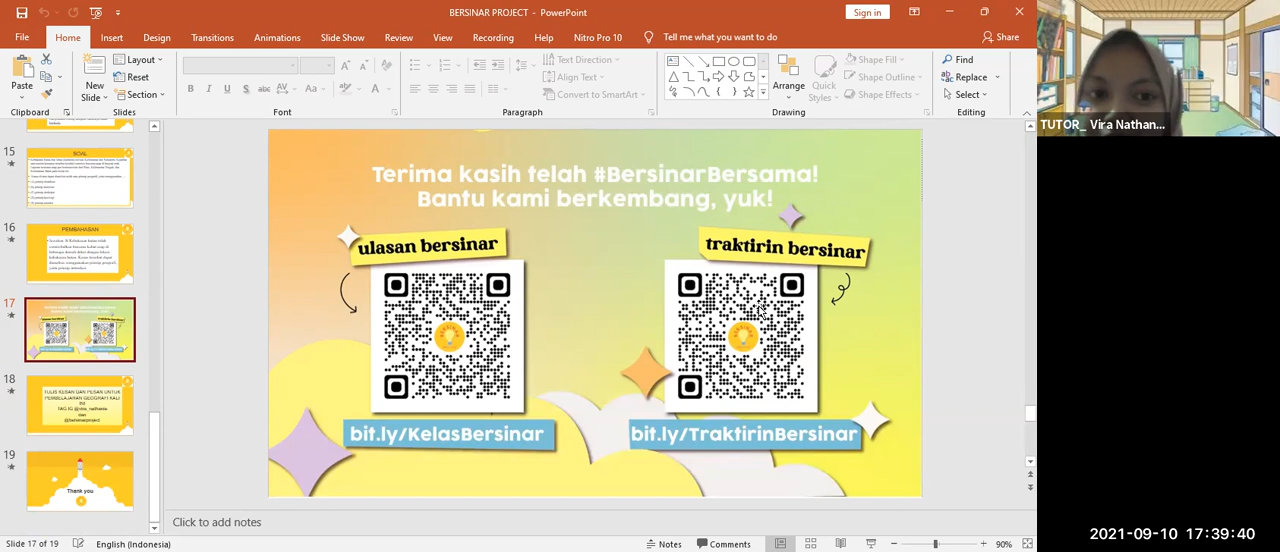 BERSINAR PROJECT - PowerPoint
Sign in
File
Home
Insert
Design
Transitions
Animations
Slide Show
Review
View
Recording
Help
Nitro Pro 10
Tell me what you want to do
Share
Paste
New
Slide
Layout
Reset
Section
Text Direction
Align Text
Convert to SmartArt
Arrange
Quick
Styles
Shape Fill
Shape Outline
Shape Effects
Find
Replace
Select
Clipboard
Slides
Font
Paragraph
Drawing
Editing
TUTOR_ Vira Nathan...
15
SOAL
16
PEMBAHASAN
17
18
TULIS KESAN DAN PESAN UNTUK
PEMBELAJARAN GEOGRAFI KALI
INI
19
Thank you
Terima kasih telah #BersinarBersama!
Bantu kami berkembang, yuk!
ulasan bersinar
traktirin bersinar
bit.ly/KelasBersinar
bit.ly/TraktirinBersinar
Click to add notes
Slide 17 of 19
English (Indonesia)
Notes
Comments
90%
2021-09-10 17:39:40